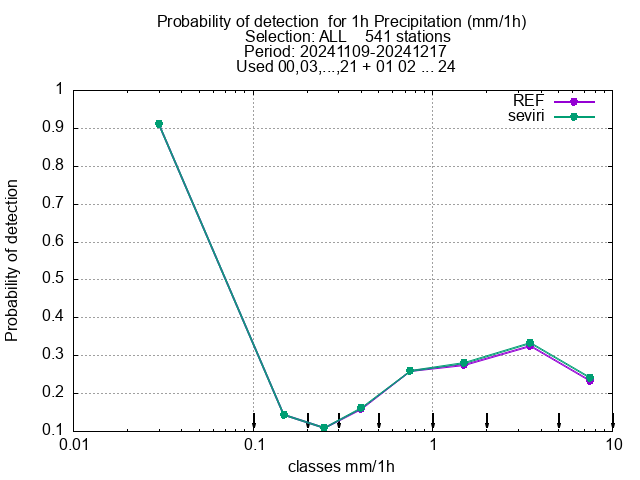 Probability of detection  for 1h Precipitation (mm/1h)
Selection: ALL    541 stations
Period: 20241109-20241217
Used 00,03,...,21 + 01 02 ... 24
REF
seviri
1
0.9
0.8
0.7
0.6
0.5
0.4
0.3
0.2
0.1
Probability of detection
0.01 0.1 1 10
classes mm/1h